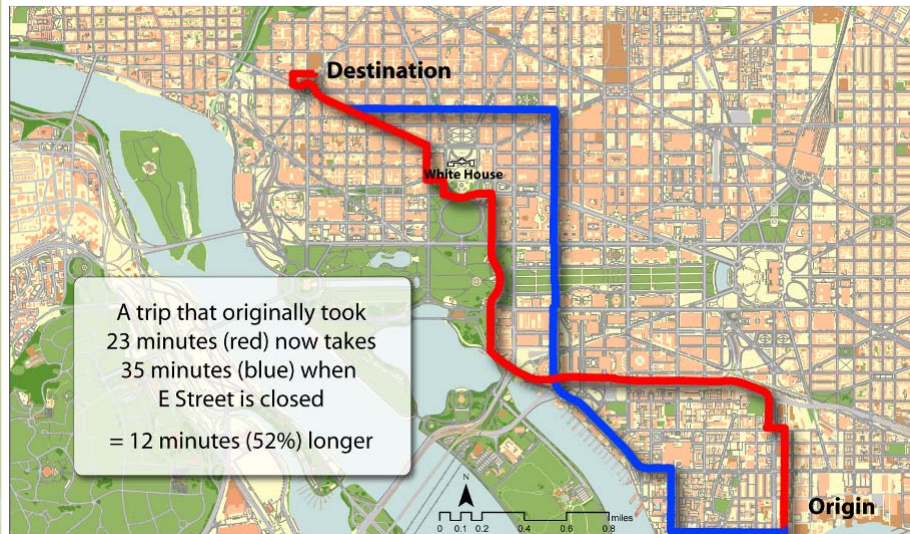 Destination
White House
A trip that originally took
23 minutes (red) now takes
35 minutes (blue) when
E Street is closed
= 12 minutes (52%) longer
Origin
N
miles
0 0.1 0.2 0.4 0.6 0.8